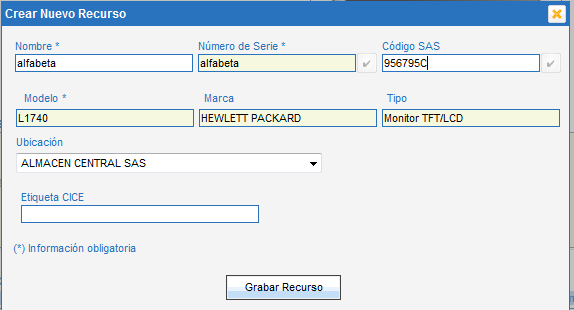 Crear Nuevo Recurso
Nombre * Número de Serie * Código SAS
alfabeta alfabeta 956795C
Modelo * Marca Tipo
L1740 HEWLETT PACKARD Monitor TFT/LCD
Ubicación
ALMACEN CENTRAL SAS
Etiqueta CICE
(*) Información obligatoria
Grabar Recurso